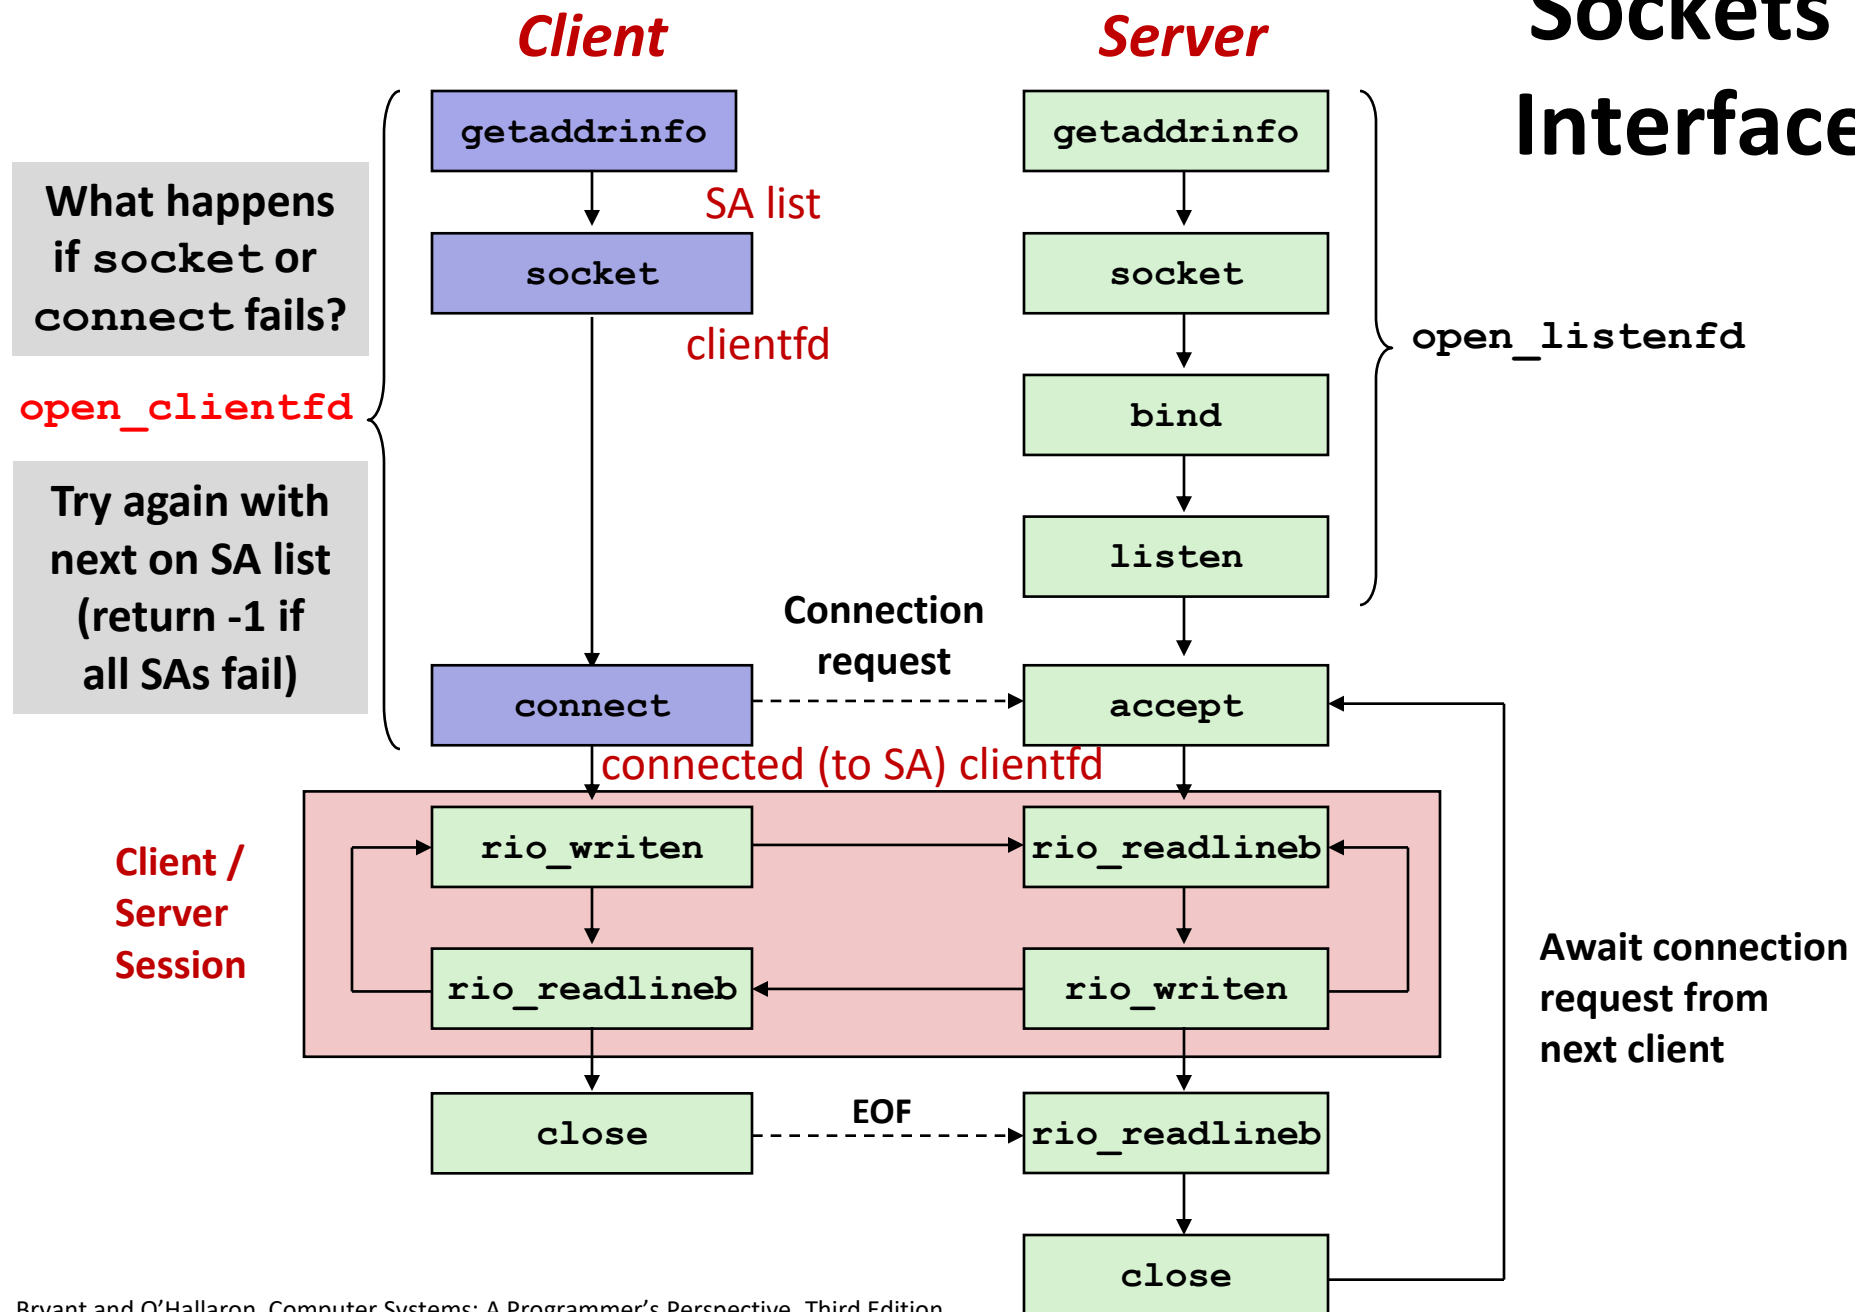 Client
Server
Sockets
Interface
getaddrinfo
getaddrinfo
What happens
if socket or
connect fails?
SA list
socket
socket
clientfd
open_listenfd
open_clientfd
bind
Try again with
next on SA list
(return -1 if
all SAs fail)
listen
Connection
request
connect
accept
connected (to SA) clientfd
Client /
Server
Session
rio_writen
rio_readlineb
rio_readlineb
rio_writen
Await connection
request from
next client
close
EOF
rio_readlineb
close
Bryant and O'Hallaron, Computer Systems: A Programmer's Perspective, Third Edition